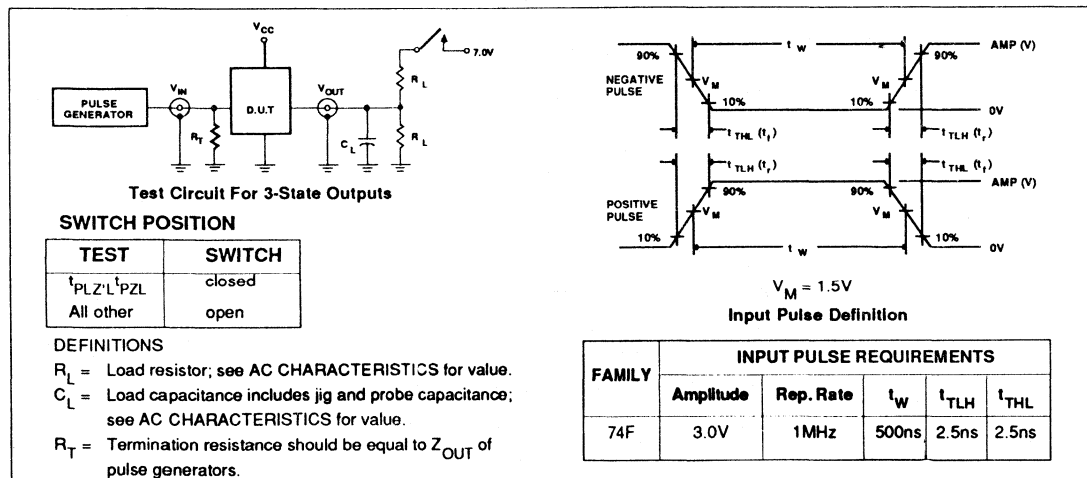 VCC
7.0V
RL
VIN
VOUT
PULSE
GENERATOR
D.U.T
RT
CL
RL
Test Circuit For 3-State Outputs
SWITCH POSITION
TEST SWITCH
tPLZ'LtPZL closed
All other open
DEFINITIONS
RL = Load resistor; see AC CHARACTERISTICS for value.
CL = Load capacitance includes jig and probe capacitance;
see AC CHARACTERISTICS for value.
RT = Termination resistance should be equal to ZOUT of
pulse generators.
tW
AMP (V)
90% 90%
NEGATIVE
PULSE
VM VM
10% 10%
0V
tTHL (tf) tTLH (tr)
tTLH (tr) tTHL (tf)
AMP (V)
90% 90%
POSITIVE
PULSE
VM VM
10% 10%
tW
0V
VM = 1.5V
Input Pulse Definition
FAMILY INPUT PULSE REQUIREMENTS
Amplitude Rep. Rate tW tTLH tTHL
74F 3.0V 1MHz 500ns 2.5ns 2.5ns